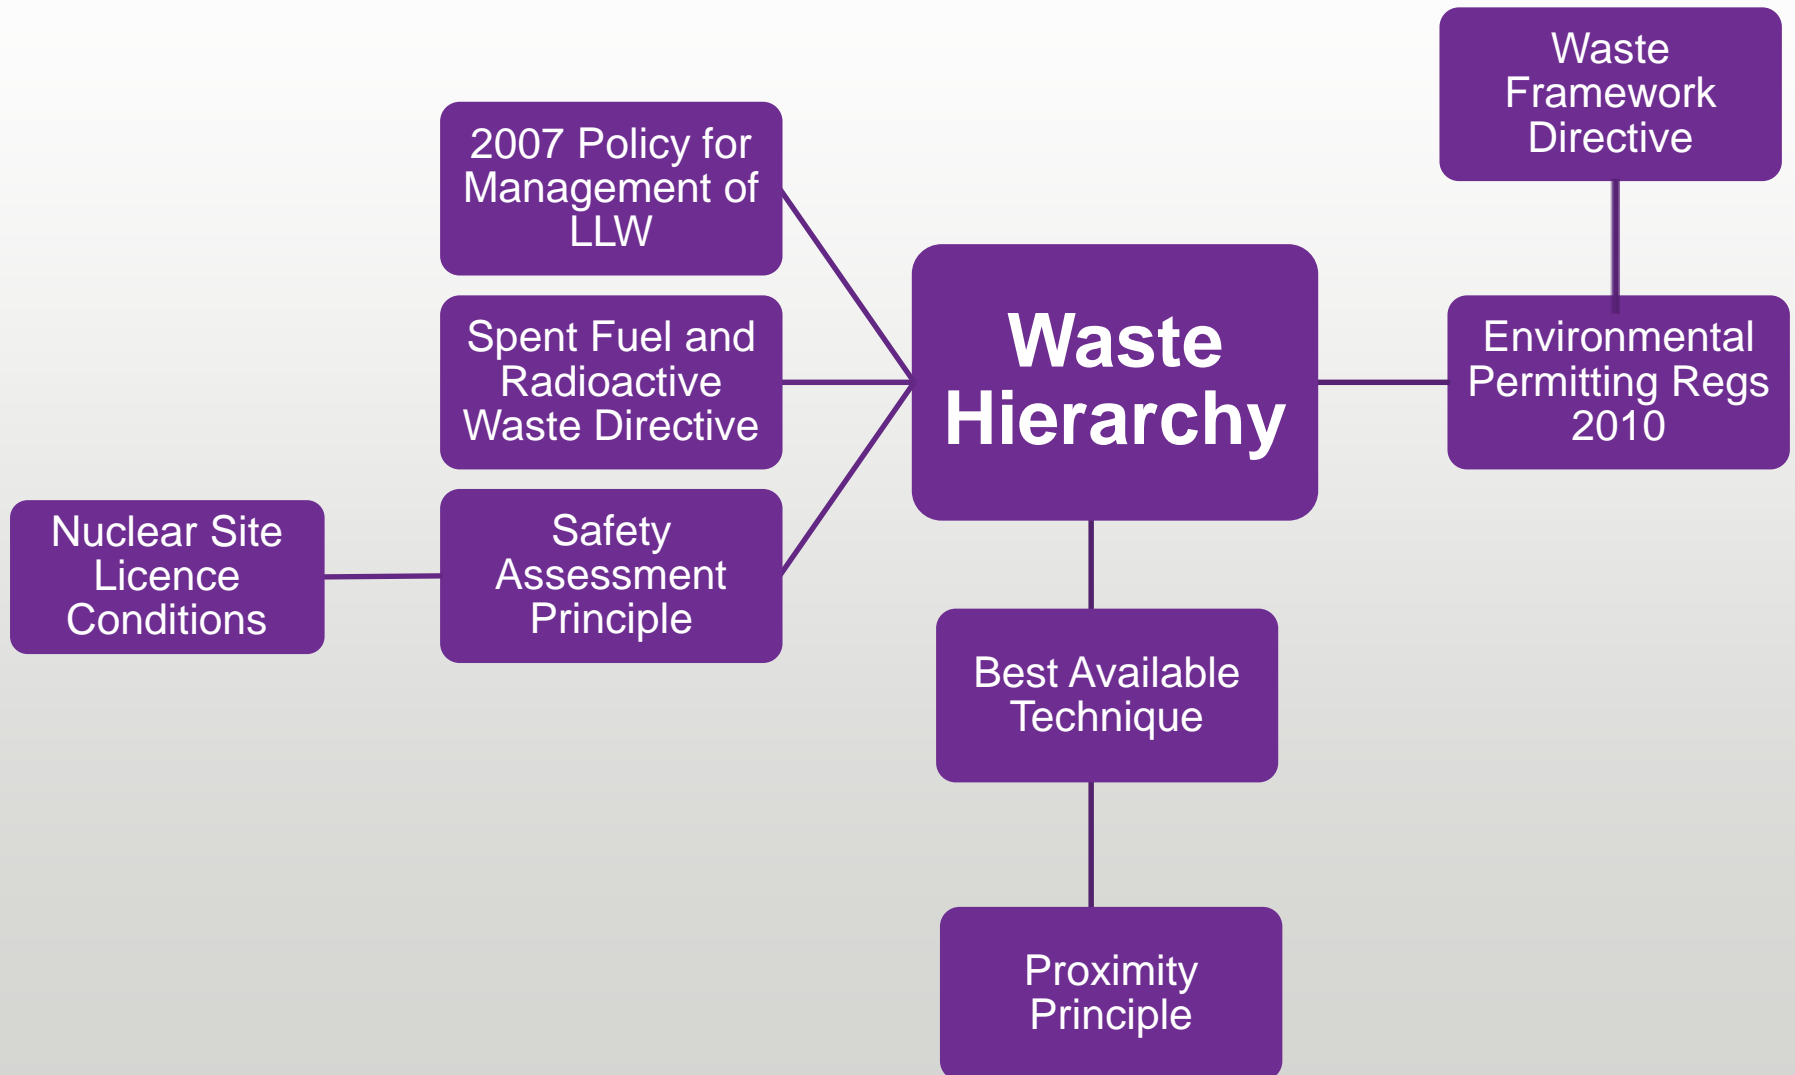 Waste
Framework
Directive
2007 Policy for
Management of
LLW
Waste
Hierarchy
Spent Fuel and
Radioactive
Waste Directive
Environmental
Permitting Regs
2010
Nuclear Site
Licence
Conditions
Safety
Assessment
Principle
Best Available
Technique
Proximity
Principle